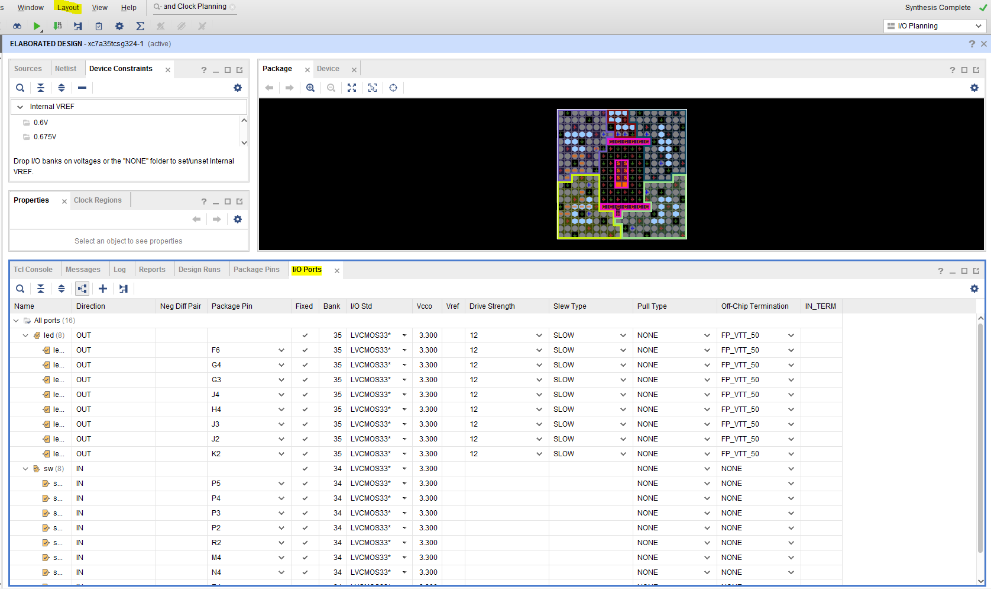 s Window Layout View Help and Clock Planning Synthesis Complete
I/O Planning
ELABORATED DESIGN - xc7a35tcsg324-1 (active)
Sources Netlist Device Constraints
Internal VREF
0.6V
0.675V
Drop I/O banks on voltages or the "NONE" folder to set/unset internal
VREF.
Properties Clock Regions
Select an object to see properties
Package Device
Tcl Console Messages Log Reports Design Runs Package Pins I/O Ports
Name Direction Neg Diff Pair Package Pin Fixed Bank I/O Std Vcco Vref Drive Strength Slew Type Pull Type Off-Chip Termination IN_TERM
All ports (16)
led (8) OUT 35 LVCMOS33* 3.300 12 SLOW NONE FP_VTT_50
le... OUT F6 35 LVCMOS33* 3.300 12 SLOW NONE FP_VTT_50
le... OUT G4 35 LVCMOS33* 3.300 12 SLOW NONE FP_VTT_50
le... OUT G3 35 LVCMOS33* 3.300 12 SLOW NONE FP_VTT_50
le... OUT J4 35 LVCMOS33* 3.300 12 SLOW NONE FP_VTT_50
le... OUT H4 35 LVCMOS33* 3.300 12 SLOW NONE FP_VTT_50
le... OUT J3 35 LVCMOS33* 3.300 12 SLOW NONE FP_VTT_50
le... OUT J2 35 LVCMOS33* 3.300 12 SLOW NONE FP_VTT_50
le... OUT K2 35 LVCMOS33* 3.300 12 SLOW NONE FP_VTT_50
sw (8) IN 34 LVCMOS33* 3.300 NONE NONE
s... IN P5 34 LVCMOS33* 3.300 NONE NONE
s... IN P4 34 LVCMOS33* 3.300 NONE NONE
s... IN P3 34 LVCMOS33* 3.300 NONE NONE
s... IN P2 34 LVCMOS33* 3.300 NONE NONE
s... IN R2 34 LVCMOS33* 3.300 NONE NONE
s... IN M4 34 LVCMOS33* 3.300 NONE NONE
s... IN N4 34 LVCMOS33* 3.300 NONE NONE